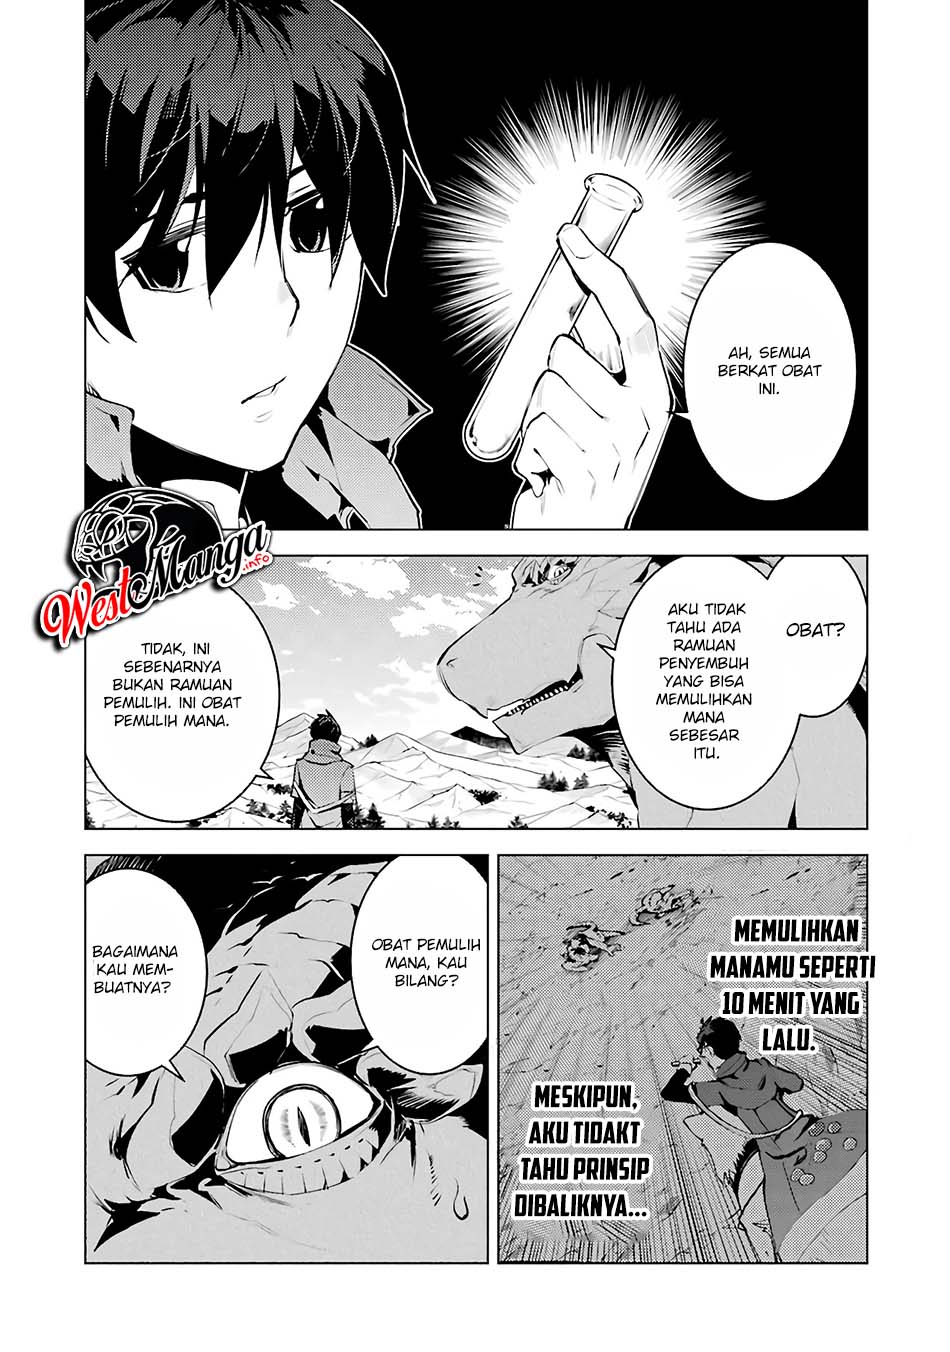 AH, SEMUA
BERKAT OBAT
INI.
OBAT?
AKU TIDAK
TAHU ADA
RAMUAN
PENYEMBUH
YANG BISA
MEMULIHKAN
MANA
SEBESAR
ITU.
TIDAK, INI
SEBENARNYA
BUKAN RAMUAN
PEMULIH. INI OBAT
PEMULIH MANA.
WestManga
.info
MEMULIHKAN
MANAMU SEPERTI
10 MENIT YANG
LALU.
MESKIPUN,
AKU TIDAKT
TAHU PRINSIP
DIBALIKNYA...
OBAT PEMULIH
MANA, KAU
BILANG?
BAGAIMANA
KAU MEM-
BUATNYA?